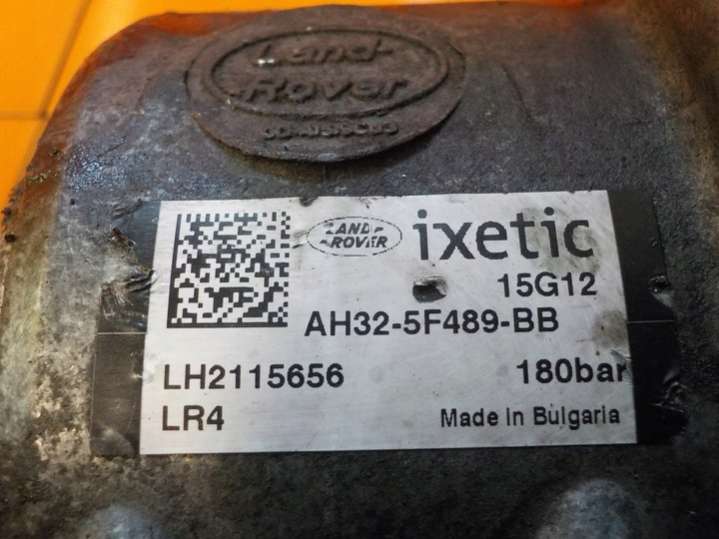 Land-
Rover
LAND-
ROVER
ixetic
15G12
AH32-5F489-BB
LH2115656
180bar
LR4
Made in Bulgaria